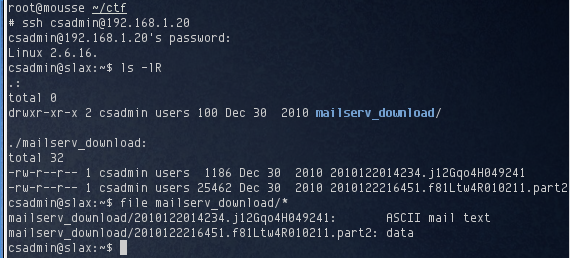 root@mousse ~/ctf
# ssh csadmin@192.168.1.20
csadmin@192.168.1.20's password:
Linux 2.6.16.
csadmin@slax:~$ ls -lR
.:
total 0
drwxr-xr-x 2 csadmin users 100 Dec 30  2010 mailserv_download/

./mailserv_download:
total 32
-rw-r--r-- 1 csadmin users  1186 Dec 30  2010 2010122014234.j12Gqo4H049241
-rw-r--r-- 1 csadmin users 25462 Dec 30  2010 2010122216451.f81Ltw4R010211.part2
csadmin@slax:~$ file mailserv_download/*
mailserv_download/2010122014234.j12Gqo4H049241:       ASCII mail text
mailserv_download/2010122216451.f81Ltw4R010211.part2: data
csadmin@slax:~$